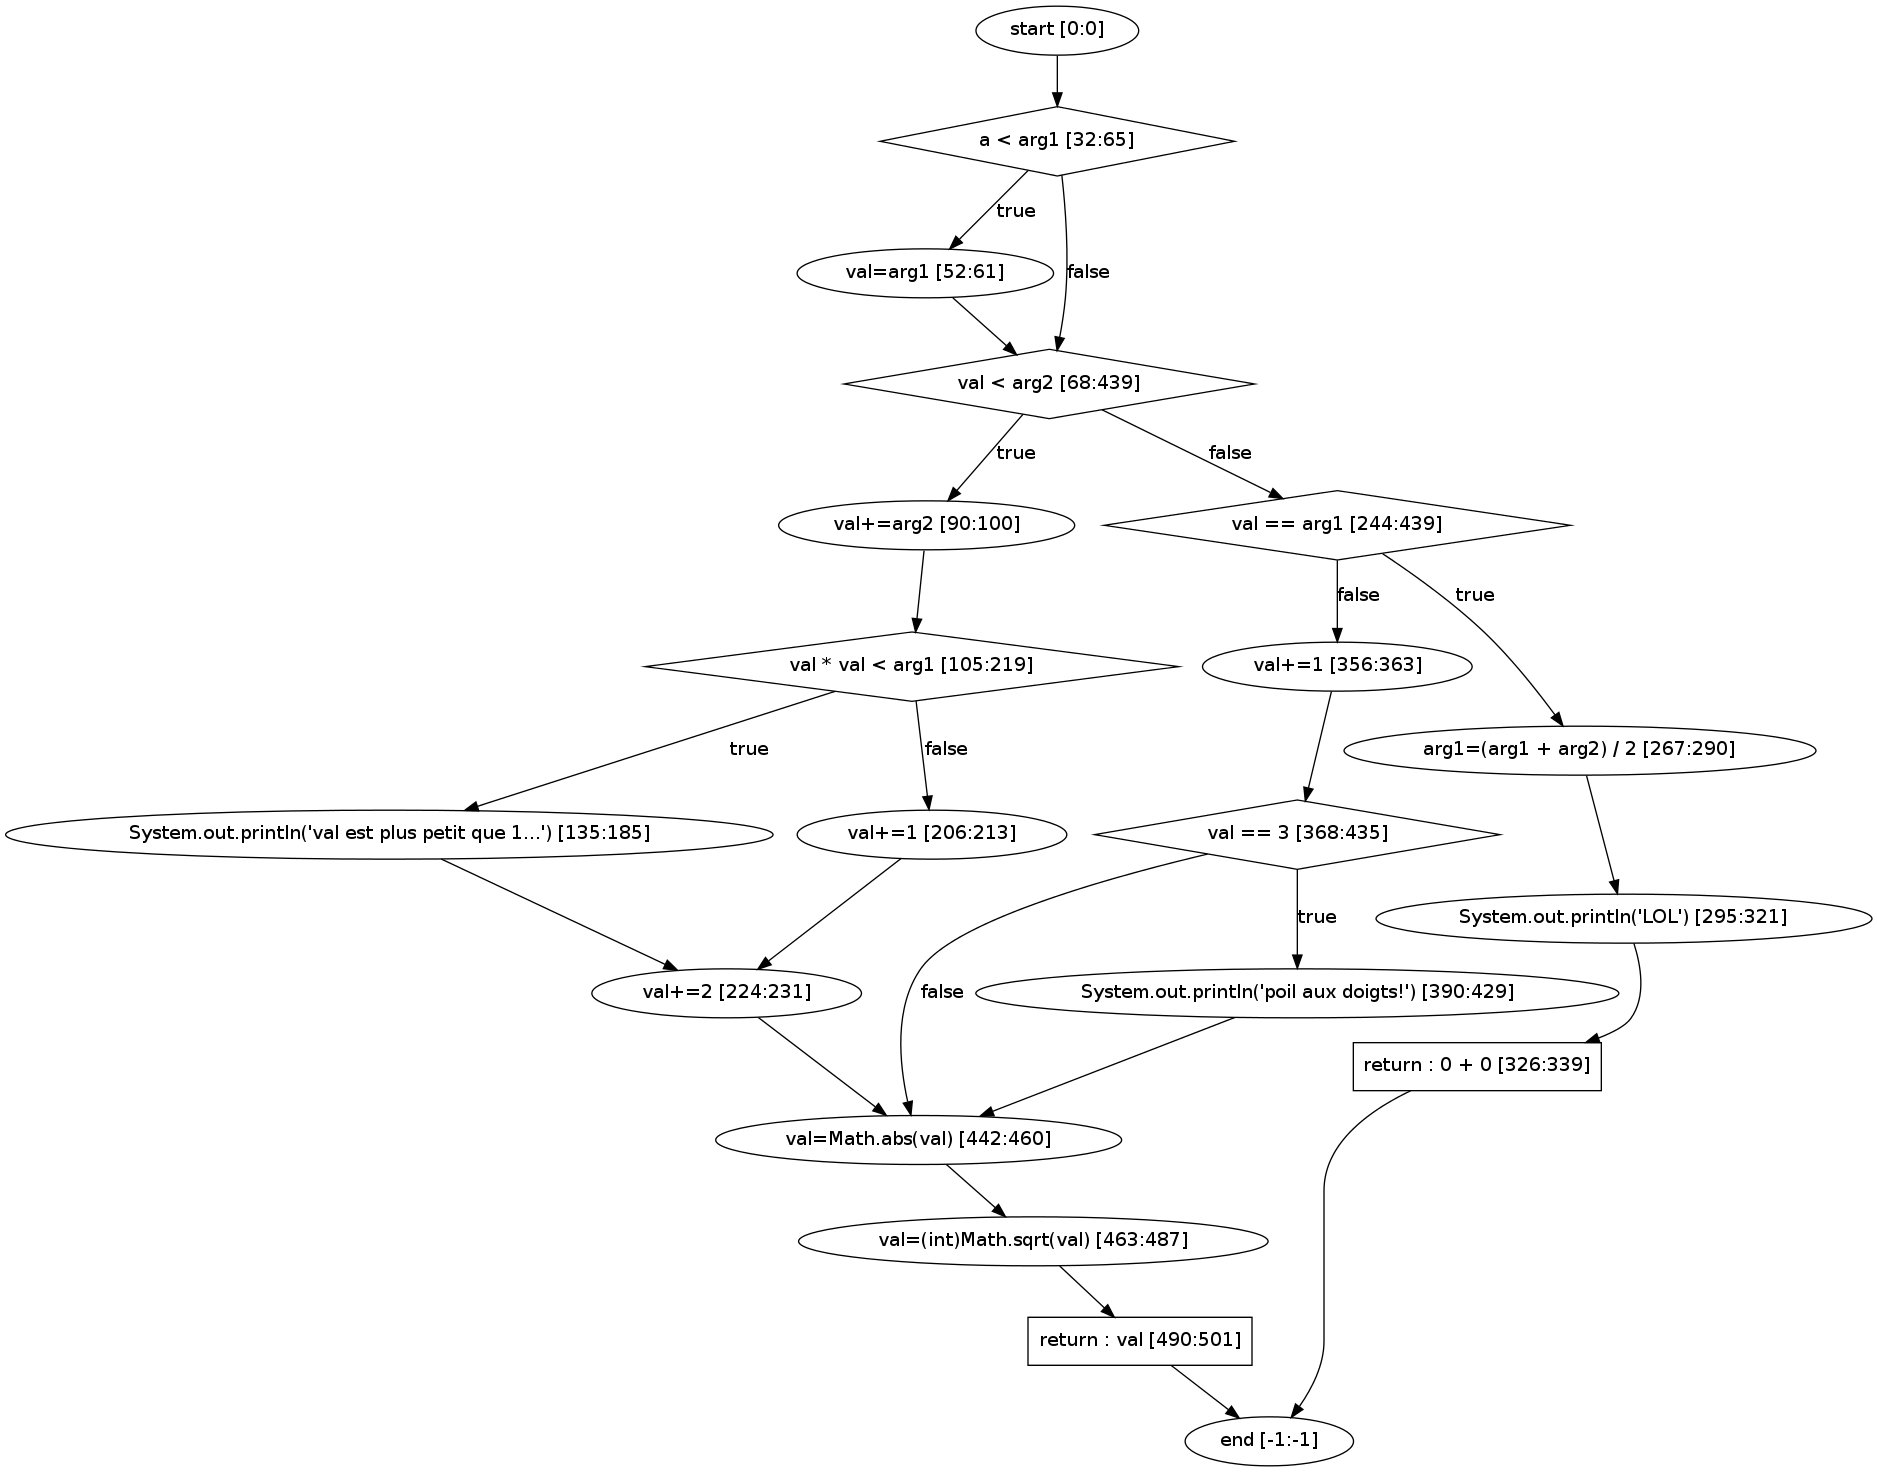 start [0:0]
a < arg1 [32:65]
true
val=arg1 [52:61]
false
val < arg2 [68:439]
true
false
val+=arg2 [90:100]
val == arg1 [244:439]
false
true
val * val < arg1 [105:219]
val+=1 [356:363]
true
false
arg1=(arg1 + arg2) / 2 [267:290]
System.out.println('val est plus petit que 1...') [135:185]
val+=1 [206:213]
val == 3 [368:435]
true
System.out.println('LOL') [295:321]
val+=2 [224:231]
false
System.out.println('poil aux doigts!') [390:429]
return : 0 + 0 [326:339]
val=Math.abs(val) [442:460]
val=(int)Math.sqrt(val) [463:487]
return : val [490:501]
end [-1:-1]